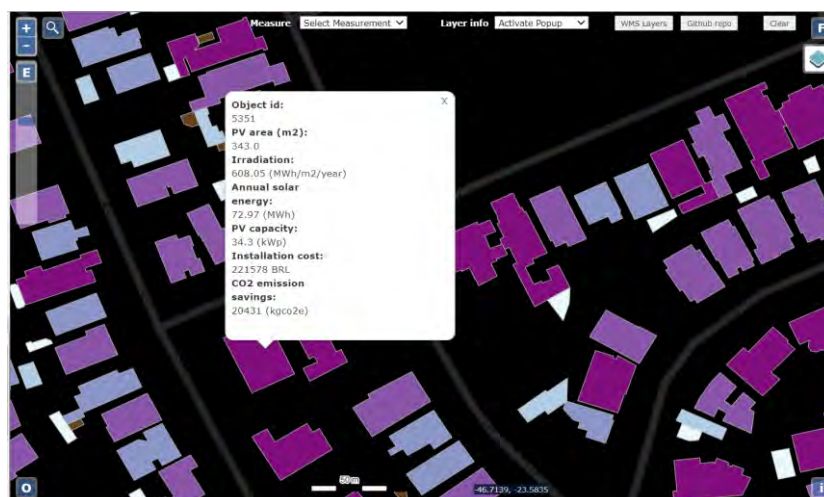 +
−
E
Measure Select Measurement Layer info Activate Popup WMS Layers Github repo Clear
F
X
Object id:
5351
PV area (m2):
343.0
Irradiation:
608.05 (MWh/m2/year)
Annual solar
energy:
72.97 (MWh)
PV capacity:
34.3 (kWp)
Installation cost:
221578 BRL
CO2 emission
savings:
20431 (kgco2e)
O
50 m
-46.7139, -23.5835
i